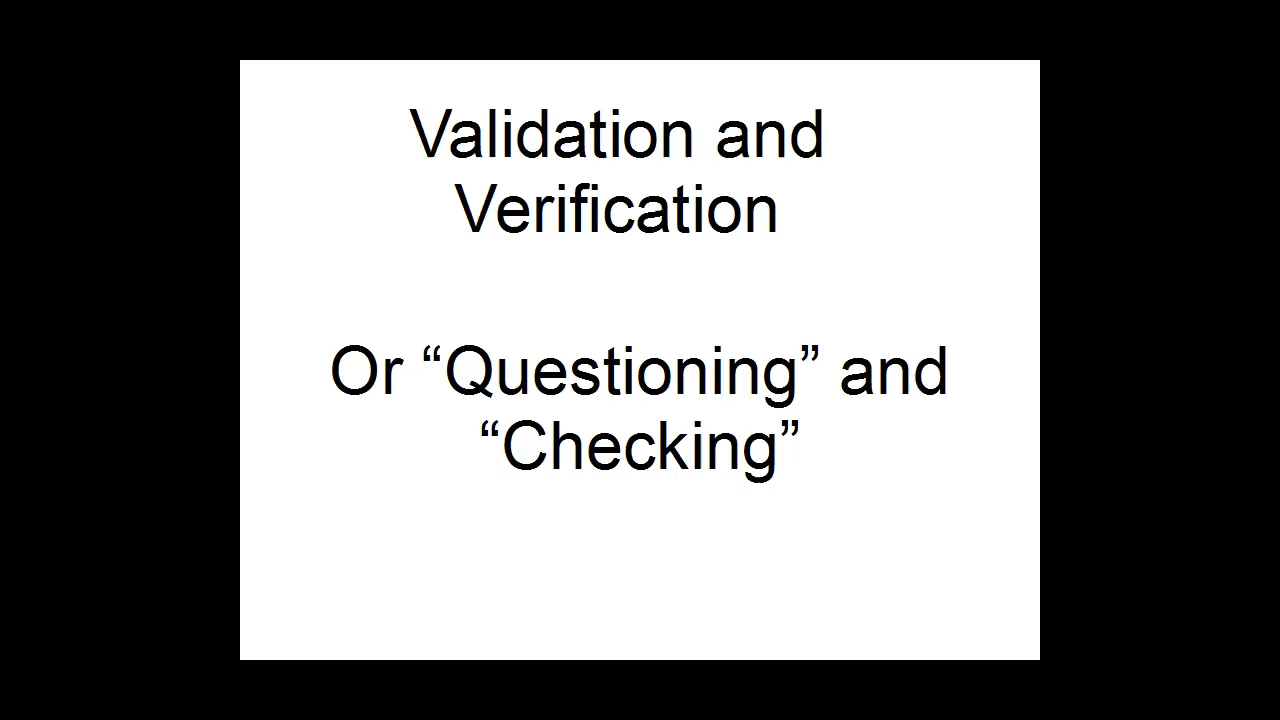 Validation and
Verification
Or “Questioning” and
“Checking”